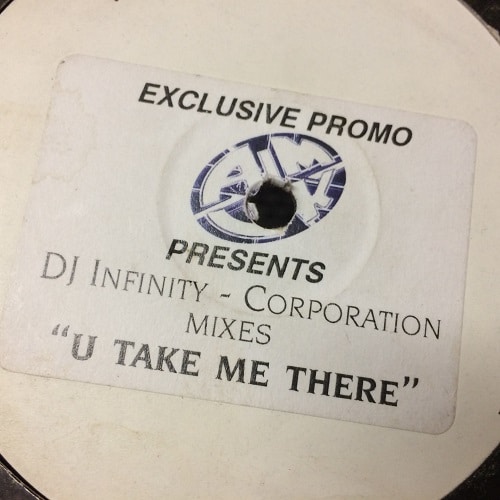 EXCLUSIVE PROMO
PRESENTS
DJ INFINITY - CORPORATION
MIXES
"U TAKE ME THERE"